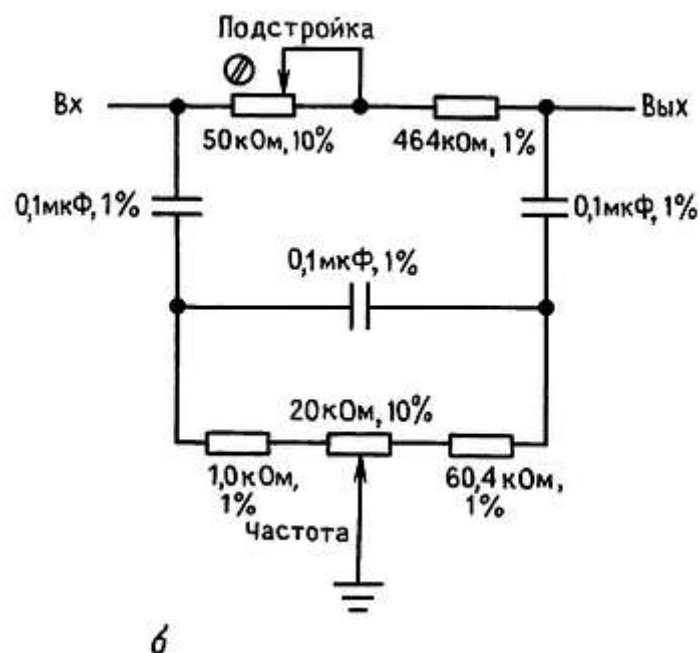 Подстройка
Вх
Вых
50кОм, 10%
464кОм, 1%
0,1мкФ, 1%
0,1мкФ, 1%
0,1мкФ, 1%
20кОм, 10%
1,0кОм,
1%
60,4кОм,
1%
Частота
б